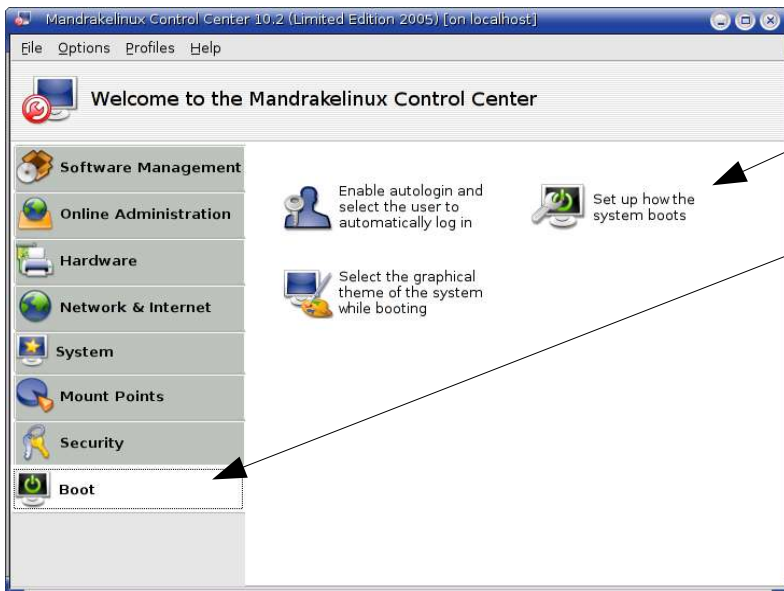 Mandrakelinux Control Center 10.2 (Limited Edition 2005) [on localhost]
File Options Profiles Help
Welcome to the Mandrakelinux Control Center
Software Management
Online Administration
Hardware
Network & Internet
System
Mount Points
Security
Boot
Enable autologin and
select the user to
automatically log in
Set up how the
system boots
Select the graphical
theme of the system
while booting